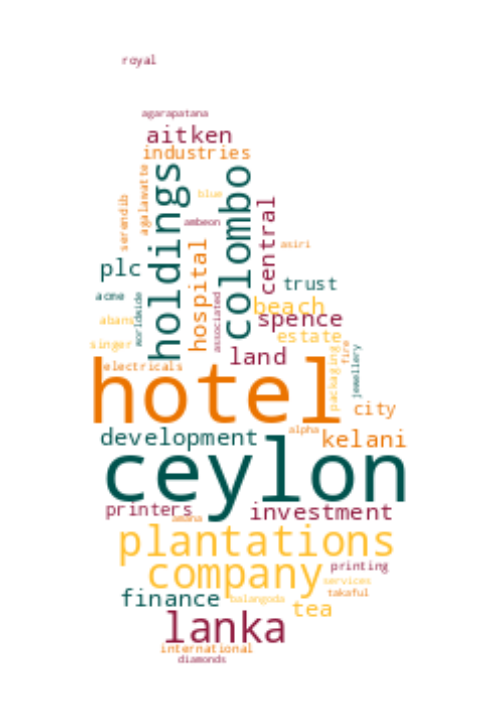 royal
agarapatana
aitken
industries
holdings
colombo
agalawatte
serendib
blue
central
ambeon
hospital
asiri
plc
trust
acme
worldwide
associated
beach
abans
spence
singer
estate
land
fire
jewellery
packaging
electricals
hotel
city
alpha
development
kelani
ceylon
printers
investment
amana
plantations
company
printing
services
finance
takaful
balangoda
tea
lanka
international
diamonds